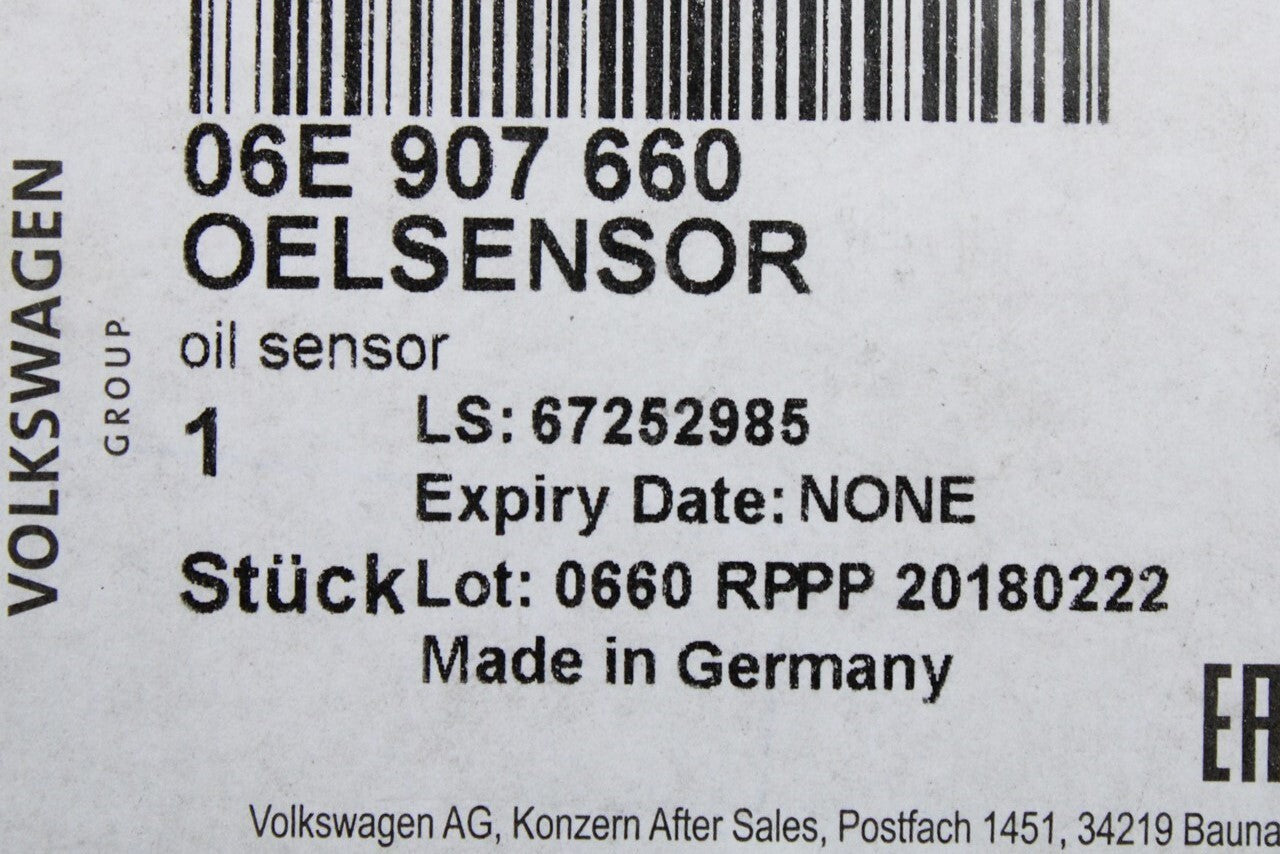 06E 907 660
OELSENSOR
oil sensor
1
LS: 67252985
Expiry Date: NONE
Stück
Lot: 0660 RPPP 20180222
Made in Germany
VOLKSWAGEN
GROUP
Volkswagen AG, Konzern After Sales, Postfach 1451, 34219 Bauna